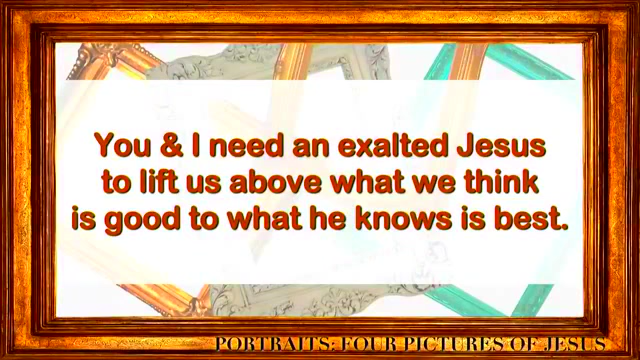 You & I need an exalted Jesus
to lift us above what we think
is good to what he knows is best.
PORTRAITS: FOUR PICTURES OF JESUS